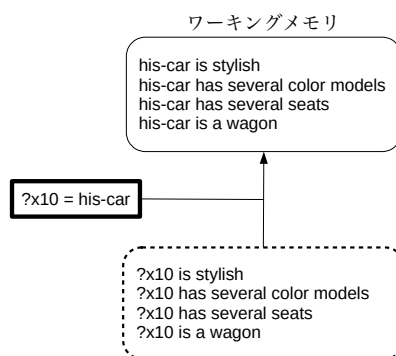 ワーキングメモリ
his-car is stylish
his-car has several color models
his-car has several seats
his-car is a wagon
?x10 = his-car
?x10 is stylish
?x10 has several color models
?x10 has several seats
?x10 is a wagon